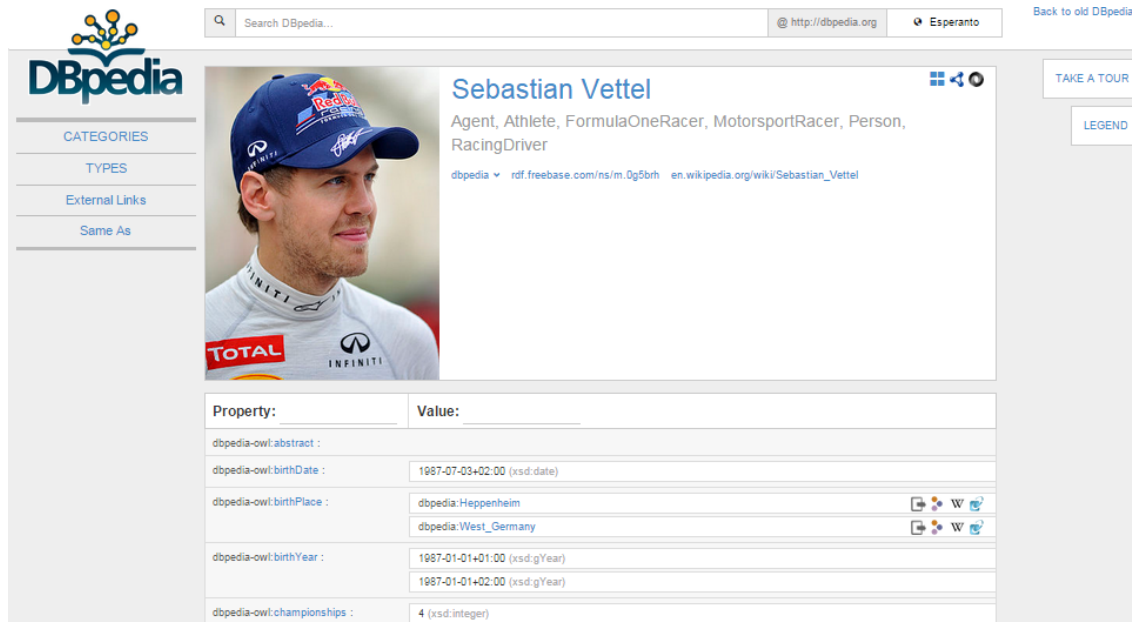 Search DBpedia...
@ http://dbpedia.org
Esperanto
Back to old DBpedia
DBpedia
CATEGORIES
TYPES
External Links
Same As
TAKE A TOUR
LEGEND
Red Bull
INFINITI
INFINITI
TOTAL
INFINITI
Sebastian Vettel
Agent, Athlete, FormulaOneRacer, MotorsportRacer, Person,
RacingDriver
dbpedia rdf.freebase.com/ns/m.0g5brh en.wikipedia.org/wiki/Sebastian_Vettel
Property: Value:
dbpedia-owl:abstract :
dbpedia-owl:birthDate : 1987-07-03+02:00 (xsd:date)
dbpedia-owl:birthPlace : dbpedia:Heppenheim W
dbpedia:West_Germany W
dbpedia-owl:birthYear : 1987-01-01+01:00 (xsd:gYear)
1987-01-01+02:00 (xsd:gYear)
dbpedia-owl:championships : 4 (xsd:integer)